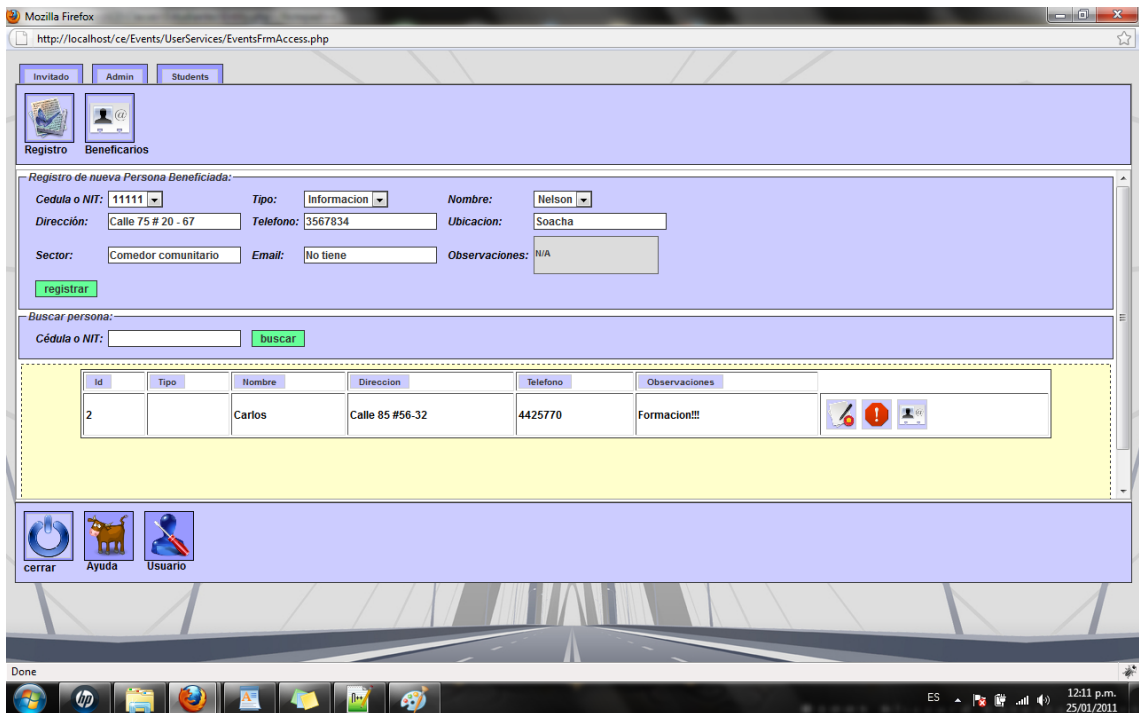 Mozilla Firefox
http://localhost/ce/Events/UserServices/EventsFrmAccess.php
Invitado Admin Students
Registro Beneficarios
Registro de nueva Persona Beneficiada:
Cedula o NIT: 11111 Tipo: Informacion Nombre: Nelson
Dirección: Calle 75 # 20 - 67 Telefono: 3567834 Ubicacion: Soacha
Sector: Comedor comunitario Email: No tiene Observaciones: N/A
registrar
Buscar persona:
Cédula o NIT: buscar
Id Tipo Nombre Direccion Telefono Observaciones
2 Carlos Calle 85 #56-32 4425770 Formacion!!!
cerrar Ayuda Usuario
Done
ES 12:11 p.m.
25/01/2011